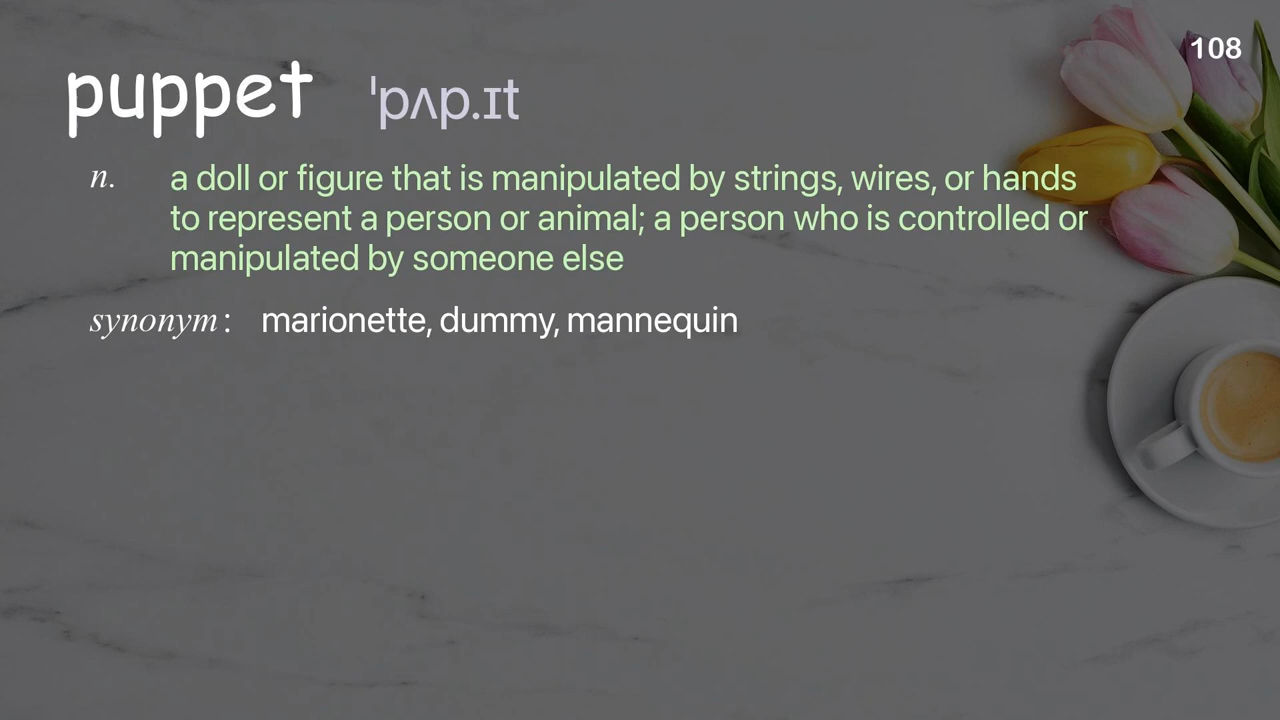 108
puppet ˈpʌp.ɪt
n. a doll or figure that is manipulated by strings, wires, or hands
to represent a person or animal; a person who is controlled or
manipulated by someone else
synonym: marionette, dummy, mannequin